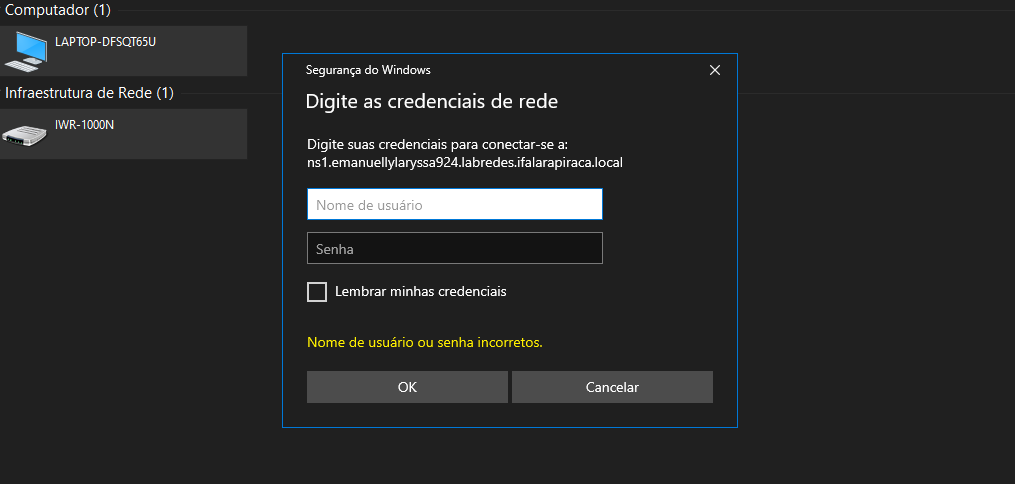 Computador (1)
LAPTOP-DFSQT65U
Infraestrutura de Rede (1)
IWR-1000N
Segurança do Windows
Digite as credenciais de rede
Digite suas credenciais para conectar-se a:
ns1.emanuellylaryssa924.labredes.ifalarapiraca.local
Nome de usuário
Senha
Lembrar minhas credenciais
Nome de usuário ou senha incorretos.
OK
Cancelar